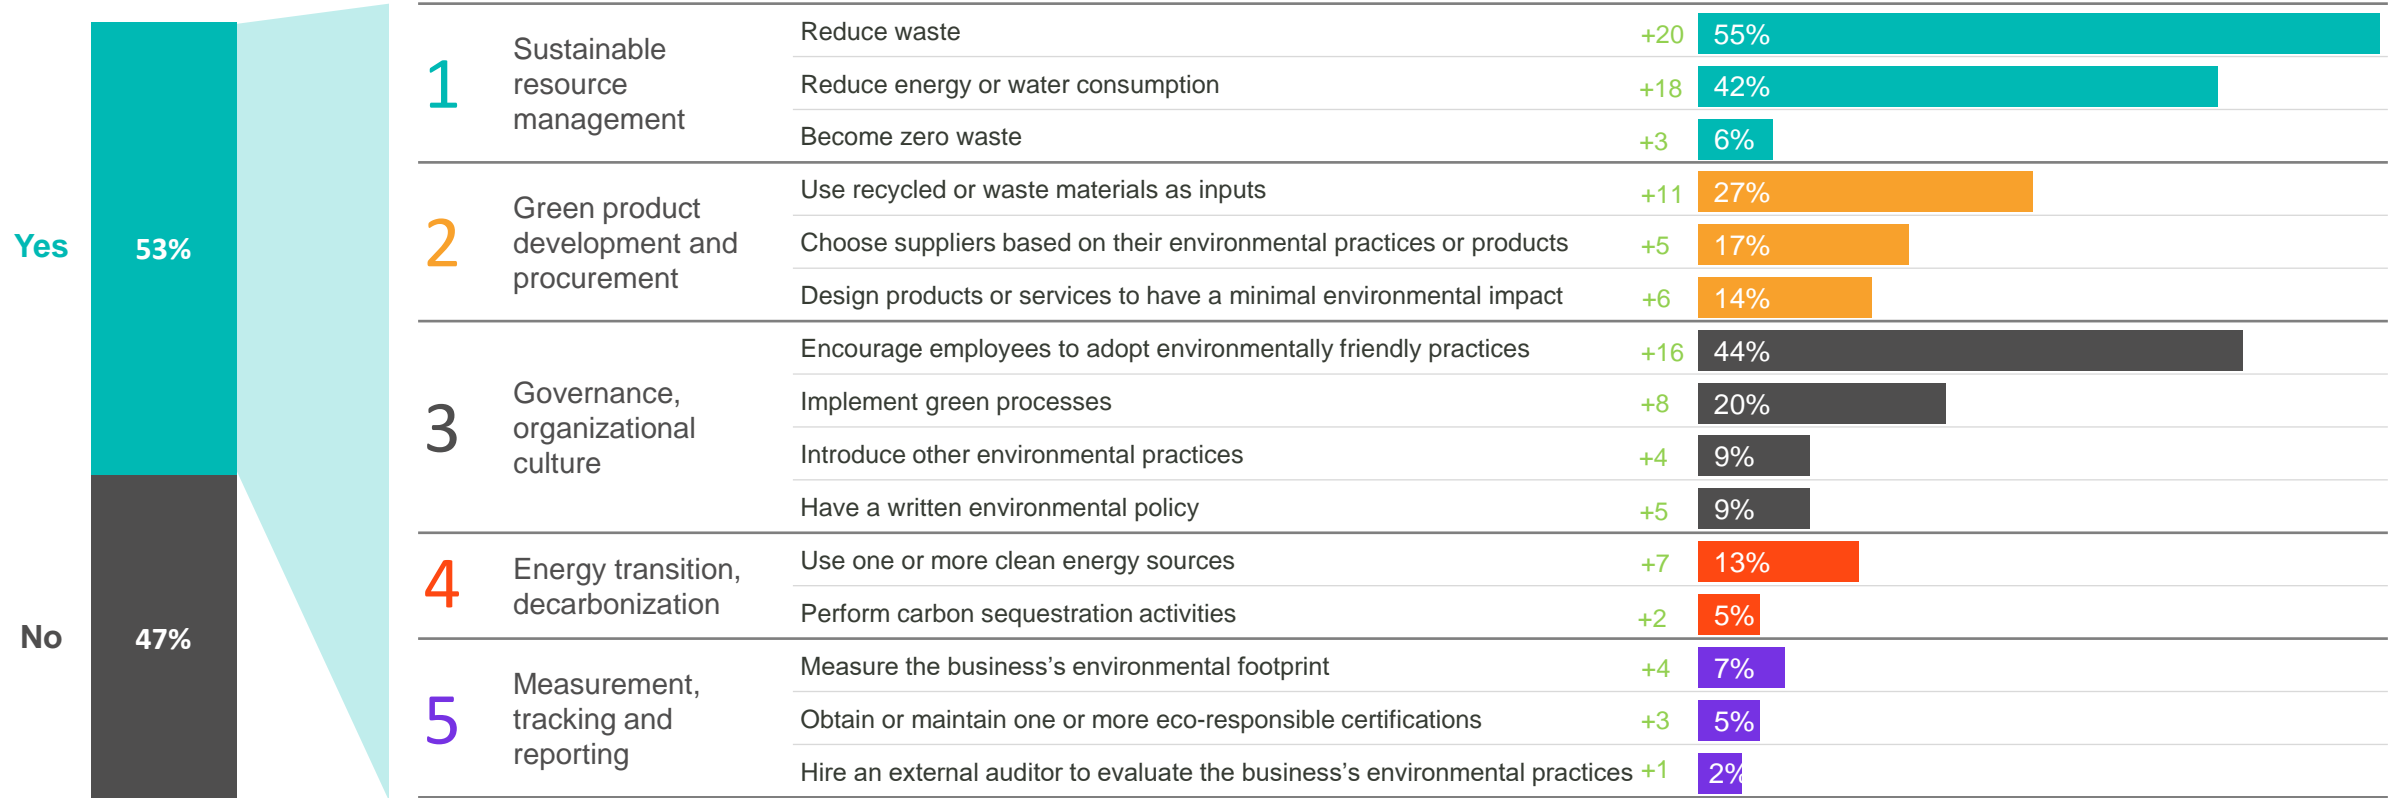 Yes
53%
No
47%
1
Sustainable
resource
management
Reduce waste +20 55%
Reduce energy or water consumption +18 42%
Become zero waste +3 6%
2
Green product
development and
procurement
Use recycled or waste materials as inputs +11 27%
Choose suppliers based on their environmental practices or products +5 17%
Design products or services to have a minimal environmental impact +6 14%
3
Governance,
organizational
culture
Encourage employees to adopt environmentally friendly practices +16 44%
Implement green processes +8 20%
Introduce other environmental practices +4 9%
Have a written environmental policy +5 9%
4
Energy transition,
decarbonization
Use one or more clean energy sources +7 13%
Perform carbon sequestration activities +2 5%
5
Measurement,
tracking and
reporting
Measure the business’s environmental footprint +4 7%
Obtain or maintain one or more eco-responsible certifications +3 5%
Hire an external auditor to evaluate the business’s environmental practices +1 2%